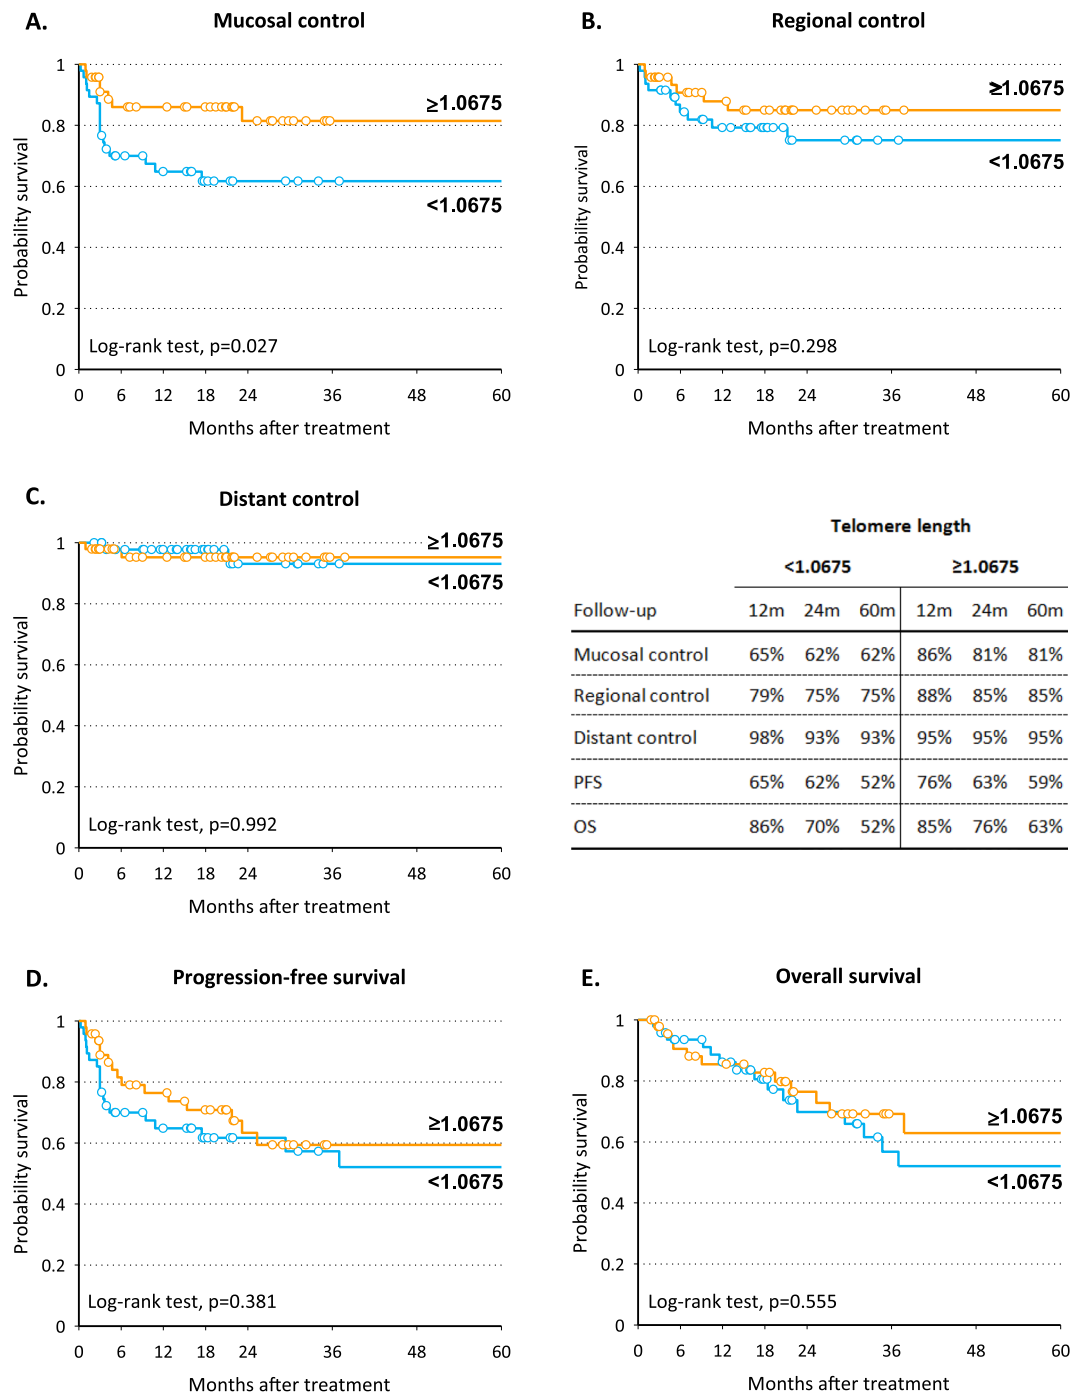 A. Mucosal control
Probability survival
1
0.8
0.6
0.4
0.2
0
≥1.0675
<1.0675
Log-rank test, p=0.027
0 6 12 18 24 36 48 60
Months after treatment
B. Regional control
Probability survival
1
0.8
0.6
0.4
0.2
0
≥1.0675
<1.0675
Log-rank test, p=0.298
0 6 12 18 24 36 48 60
Months after treatment
C. Distant control
Probability survival
1
0.8
0.6
0.4
0.2
0
≥1.0675
<1.0675
Log-rank test, p=0.992
0 6 12 18 24 36 48 60
Months after treatment
Telomere length
<1.0675 ≥1.0675
Follow-up 12m 24m 60m 12m 24m 60m
Mucosal control 65% 62% 62% 86% 81% 81%
Regional control 79% 75% 75% 88% 85% 85%
Distant control 98% 93% 93% 95% 95% 95%
PFS 65% 62% 52% 76% 63% 59%
OS 86% 70% 52% 85% 76% 63%
D. Progression-free survival
Probability survival
1
0.8
0.6
0.4
0.2
0
≥1.0675
<1.0675
Log-rank test, p=0.381
0 6 12 18 24 36 48 60
Months after treatment
E. Overall survival
Probability survival
1
0.8
0.6
0.4
0.2
0
≥1.0675
<1.0675
Log-rank test, p=0.555
0 6 12 18 24 36 48 60
Months after treatment